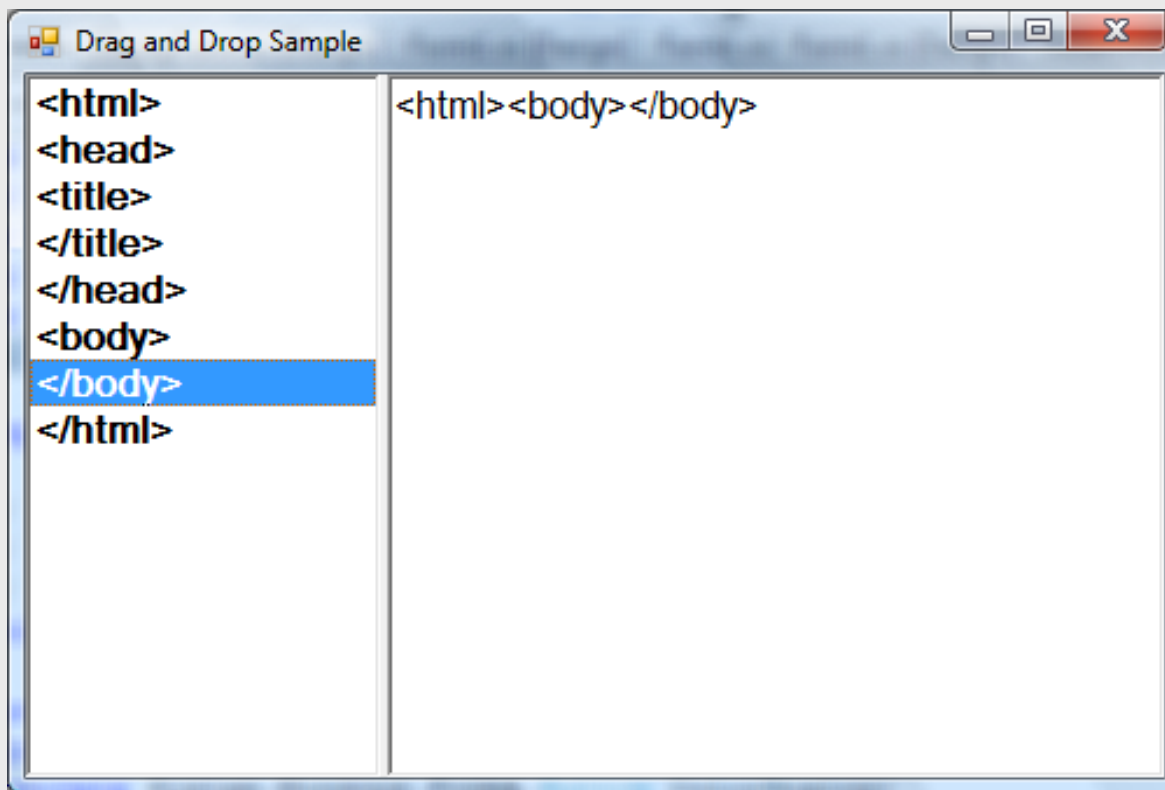 Drag and Drop Sample
<html>
<head>
<title>
</title>
</head>
<body>
</body>
</html>
<html><body></body>